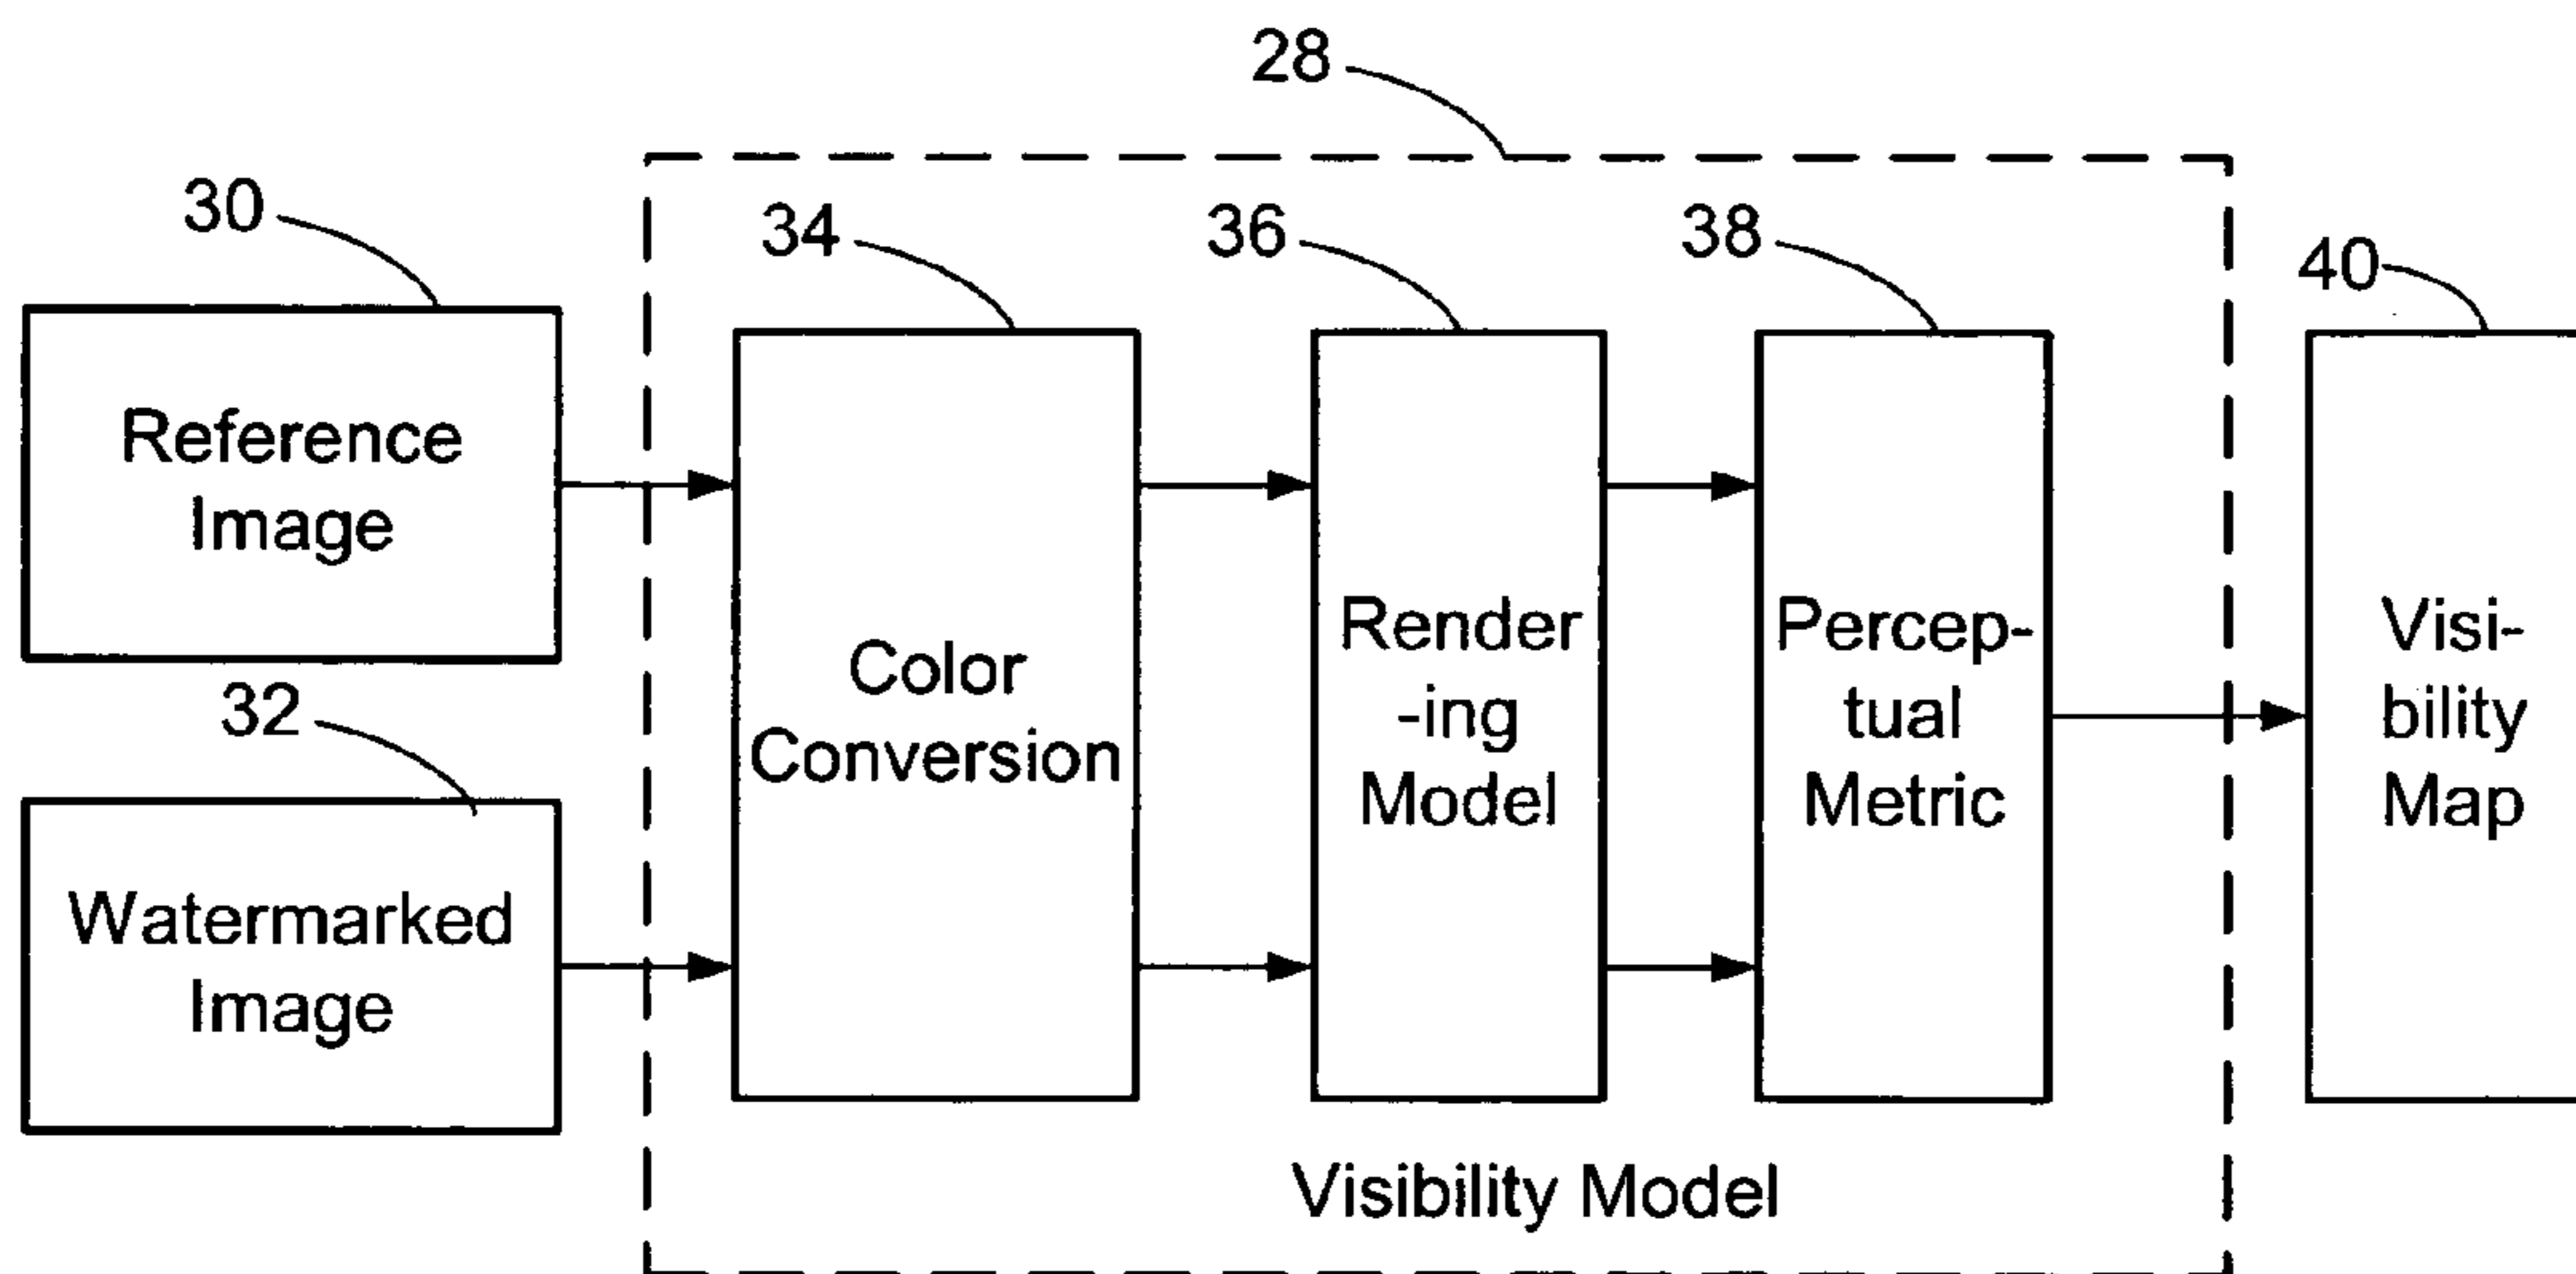 28
30
34
36
38
40
Reference
Image
32
Watermarked
Image
Color
Conversion
Render
-ing
Model
Percep-
tual
Metric
Visi-
bility
Map
Visibility Model